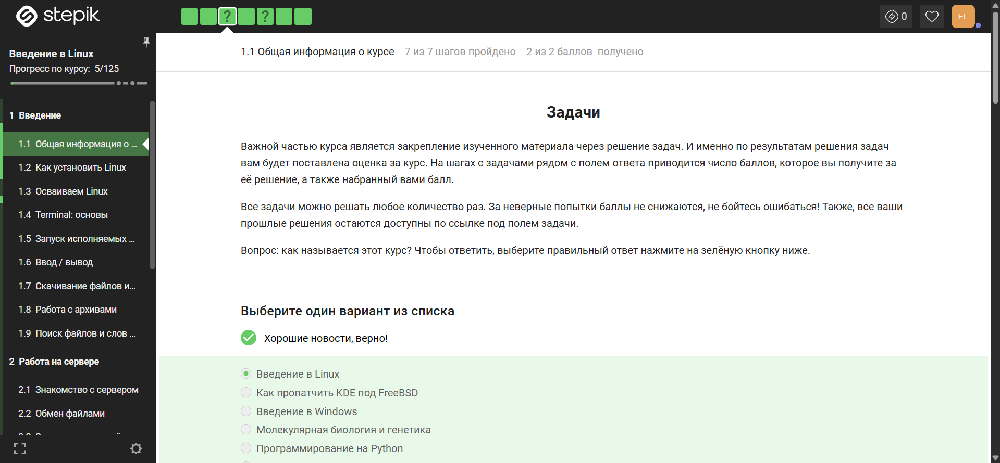 stepik
?
?
0
ЕГ
Введение в Linux
Прогресс по курсу: 5/125
1 Введение
1.1 Общая информация о ...
1.2 Как установить Linux
1.3 Осваиваем Linux
1.4 Terminal: основы
1.5 Запуск исполняемых ...
1.6 Ввод / вывод
1.7 Скачивание файлов и...
1.8 Работа с архивами
1.9 Поиск файлов и слов ...
2 Работа на сервере
2.1 Знакомство с сервером
2.2 Обмен файлами
1.1 Общая информация о курсе 7 из 7 шагов пройдено 2 из 2 баллов получено
Задачи
Важной частью курса является закрепление изученного материала через решение задач. И именно по результатам решения задач
вам будет поставлена оценка за курс. На шагах с задачами рядом с полем ответа приводится число баллов, которое вы получите за
её решение, а также набранный вами балл.
Все задачи можно решать любое количество раз. За неверные попытки баллы не снижаются, не бойтесь ошибаться! Также, все ваши
прошлые решения остаются доступны по ссылке под полем задачи.
Вопрос: как называется этот курс? Чтобы ответить, выберите правильный ответ нажмите на зелёную кнопку ниже.
Выберите один вариант из списка
Хорошие новости, верно!
Введение в Linux
Как пропатчить KDE под FreeBSD
Введение в Windows
Молекулярная биология и генетика
Программирование на Python